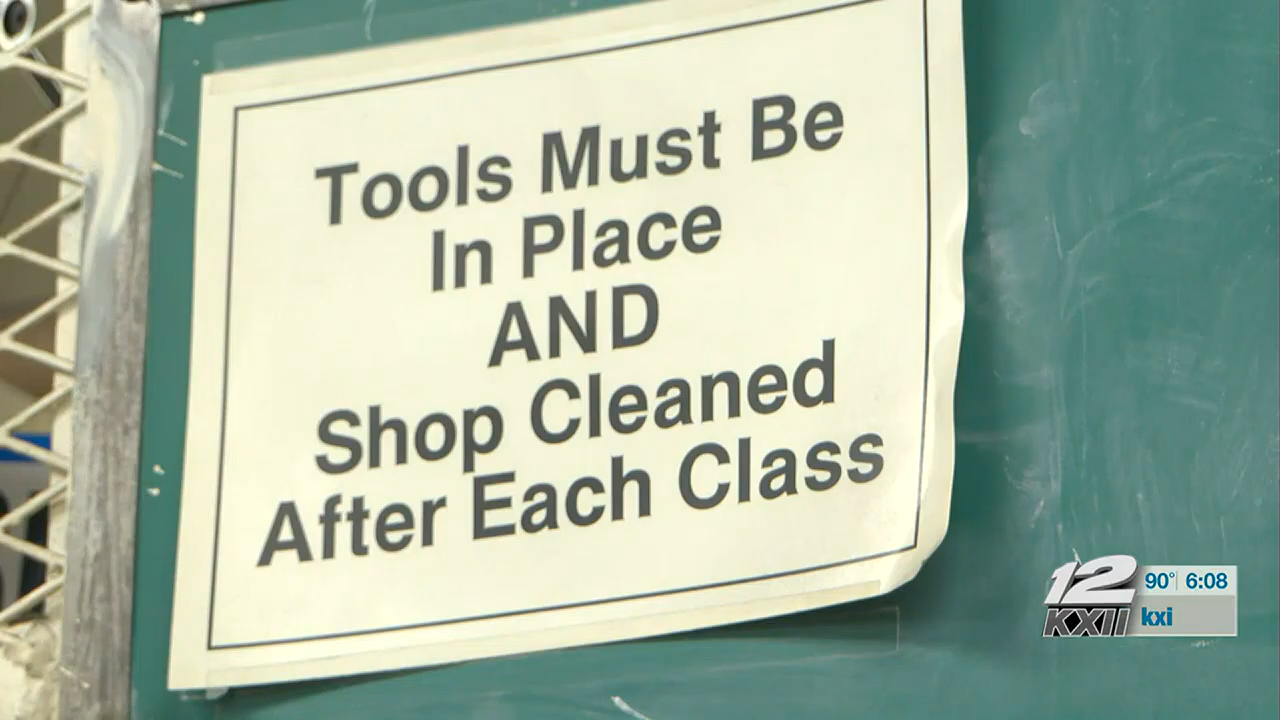 Tools Must Be
In Place
AND
Shop Cleaned
After Each Class
12
KXII
90° 6:08
kxi